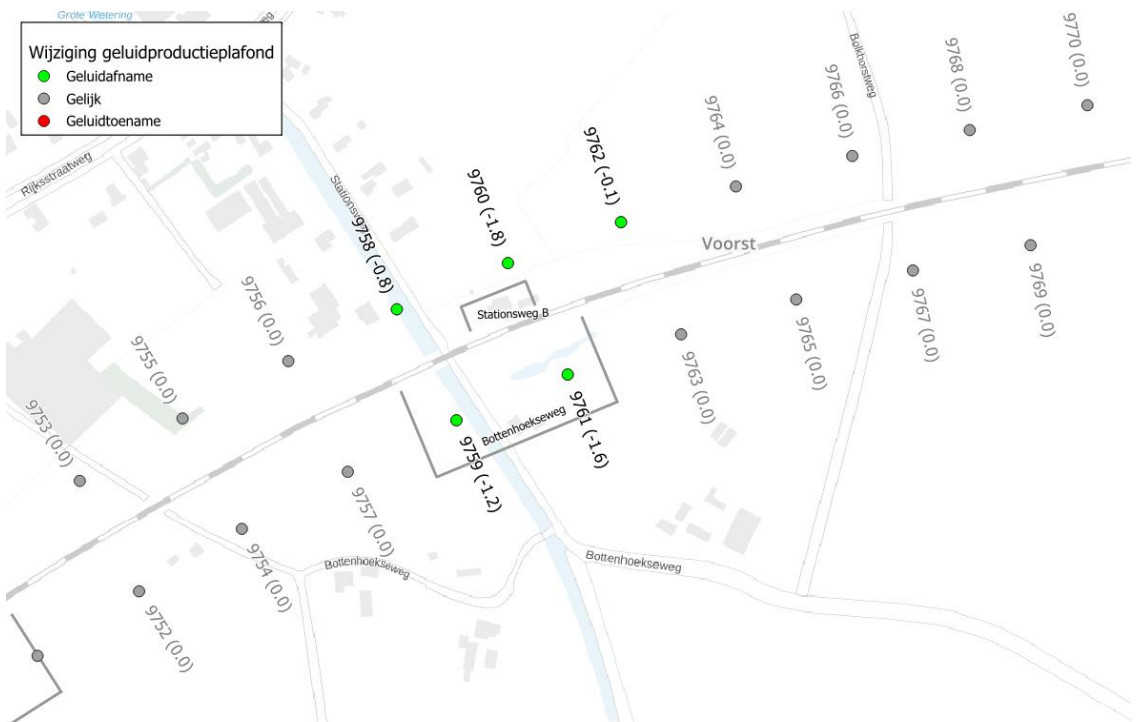 Grote Wetering
Wijziging geluidproductieplafond
Geluidafname
Gelijk
Geluidtoename
Rijksstraatweg
Bolkhorstweg
9770 (0.0)
9768 (0.0)
9766 (0.0)
9764 (0.0)
9762 (-0.1)
9760 (-1.8)
Stationsweg
9758 (-0.8)
Voorst
9756 (0.0)
Stationsweg B
9769 (0.0)
9767 (0.0)
9765 (0.0)
9763 (0.0)
9755 (0.0)
9753 (0.0)
9761 (-1.6)
Bottenhoekseweg
9759 (-1.2)
9757 (0.0)
9754 (0.0)
Bottenhoekseweg
Bottenhoekseweg
9752 (0.0)